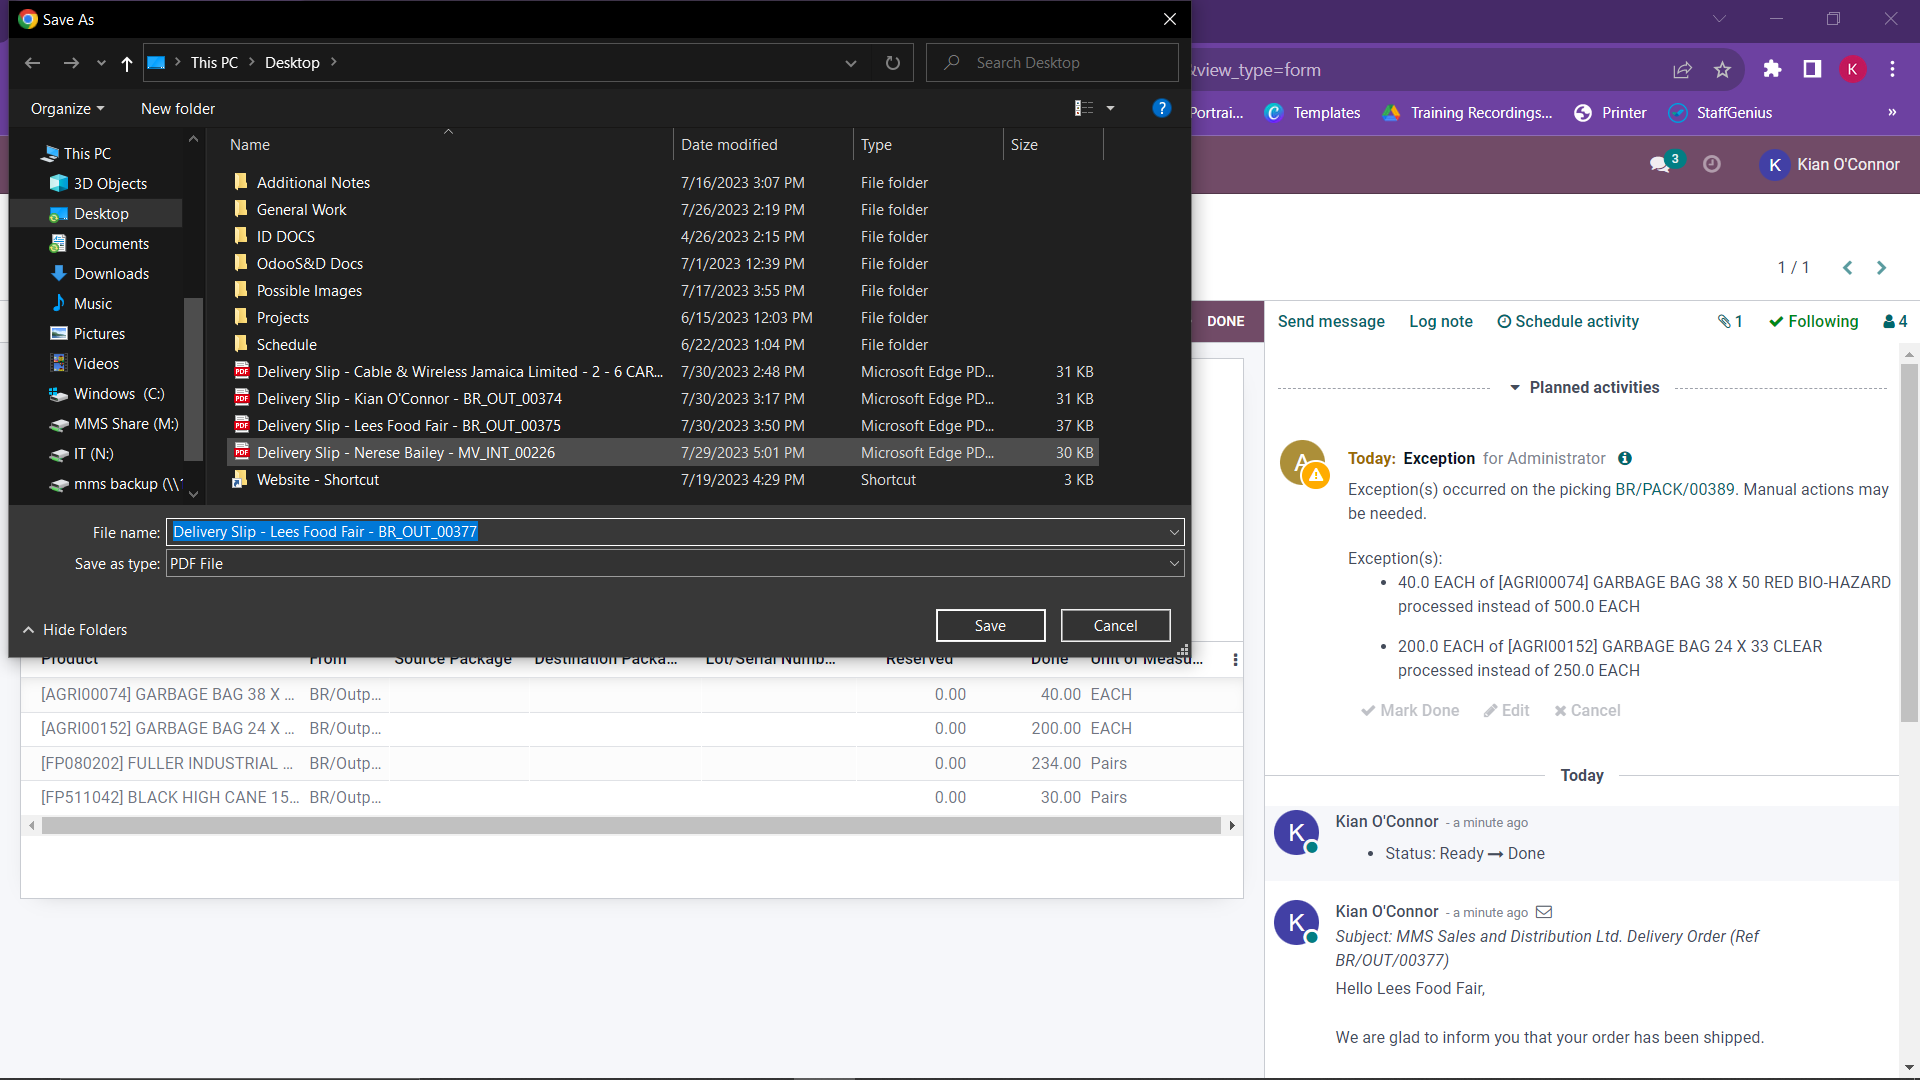 Save As
This PC
Desktop
Search Desktop
Organize
New folder
?
This PC
3D Objects
Desktop
Documents
Downloads
Music
Pictures
Videos
Windows (C:)
MMS Share (M:)
IT (N:)
mms backup (\\1
Name Date modified Type Size
Additional Notes 7/16/2023 3:07 PM File folder
General Work 7/26/2023 2:19 PM File folder
ID DOCS 4/26/2023 2:15 PM File folder
OdooS&D Docs 7/1/2023 12:39 PM File folder
Possible Images 7/17/2023 3:55 PM File folder
Projects 6/15/2023 12:03 PM File folder
Schedule 6/22/2023 1:04 PM File folder
PDF Delivery Slip - Cable & Wireless Jamaica Limited - 2 - 6 CAR... 7/30/2023 2:48 PM Microsoft Edge PD... 31 KB
PDF Delivery Slip - Kian O'Connor - BR_OUT_00374 7/30/2023 3:17 PM Microsoft Edge PD... 31 KB
PDF Delivery Slip - Lees Food Fair - BR_OUT_00375 7/30/2023 3:50 PM Microsoft Edge PD... 37 KB
PDF Delivery Slip - Nerese Bailey - MV_INT_00226 7/29/2023 5:01 PM Microsoft Edge PD... 30 KB
Website - Shortcut 7/19/2023 4:29 PM Shortcut 3 KB
File name: Delivery Slip - Lees Food Fair - BR_OUT_00377
Save as type: PDF File
Hide Folders
Save
Cancel
&view_type=form
K
Portrai...
Templates
Training Recordings...
Printer
StaffGenius
»
3
K
Kian O'Connor
1 / 1
DONE
Send message
Log note
Schedule activity
1
Following
4
Planned activities
A
Today: Exception for Administrator
Exception(s) occurred on the picking BR/PACK/00389. Manual actions may
be needed.
Exception(s):
• 40.0 EACH of [AGRI00074] GARBAGE BAG 38 X 50 RED BIO-HAZARD
processed instead of 500.0 EACH
• 200.0 EACH of [AGRI00152] GARBAGE BAG 24 X 33 CLEAR
processed instead of 250.0 EACH
Mark Done
Edit
Cancel
Today
K
Kian O'Connor - a minute ago
• Status: Ready → Done
K
Kian O'Connor - a minute ago
Subject: MMS Sales and Distribution Ltd. Delivery Order (Ref
BR/OUT/00377)
Hello Lees Food Fair,
We are glad to inform you that your order has been shipped.
Product From Source Package Destination Packa... Lot/Serial Numb... Reserved Done Unit of Measu...
[AGRI00074] GARBAGE BAG 38 X ... BR/Outp... 0.00 40.00 EACH
[AGRI00152] GARBAGE BAG 24 X ... BR/Outp... 0.00 200.00 EACH
[FP080202] FULLER INDUSTRIAL ... BR/Outp... 0.00 234.00 Pairs
[FP511042] BLACK HIGH CANE 15... BR/Outp... 0.00 30.00 Pairs